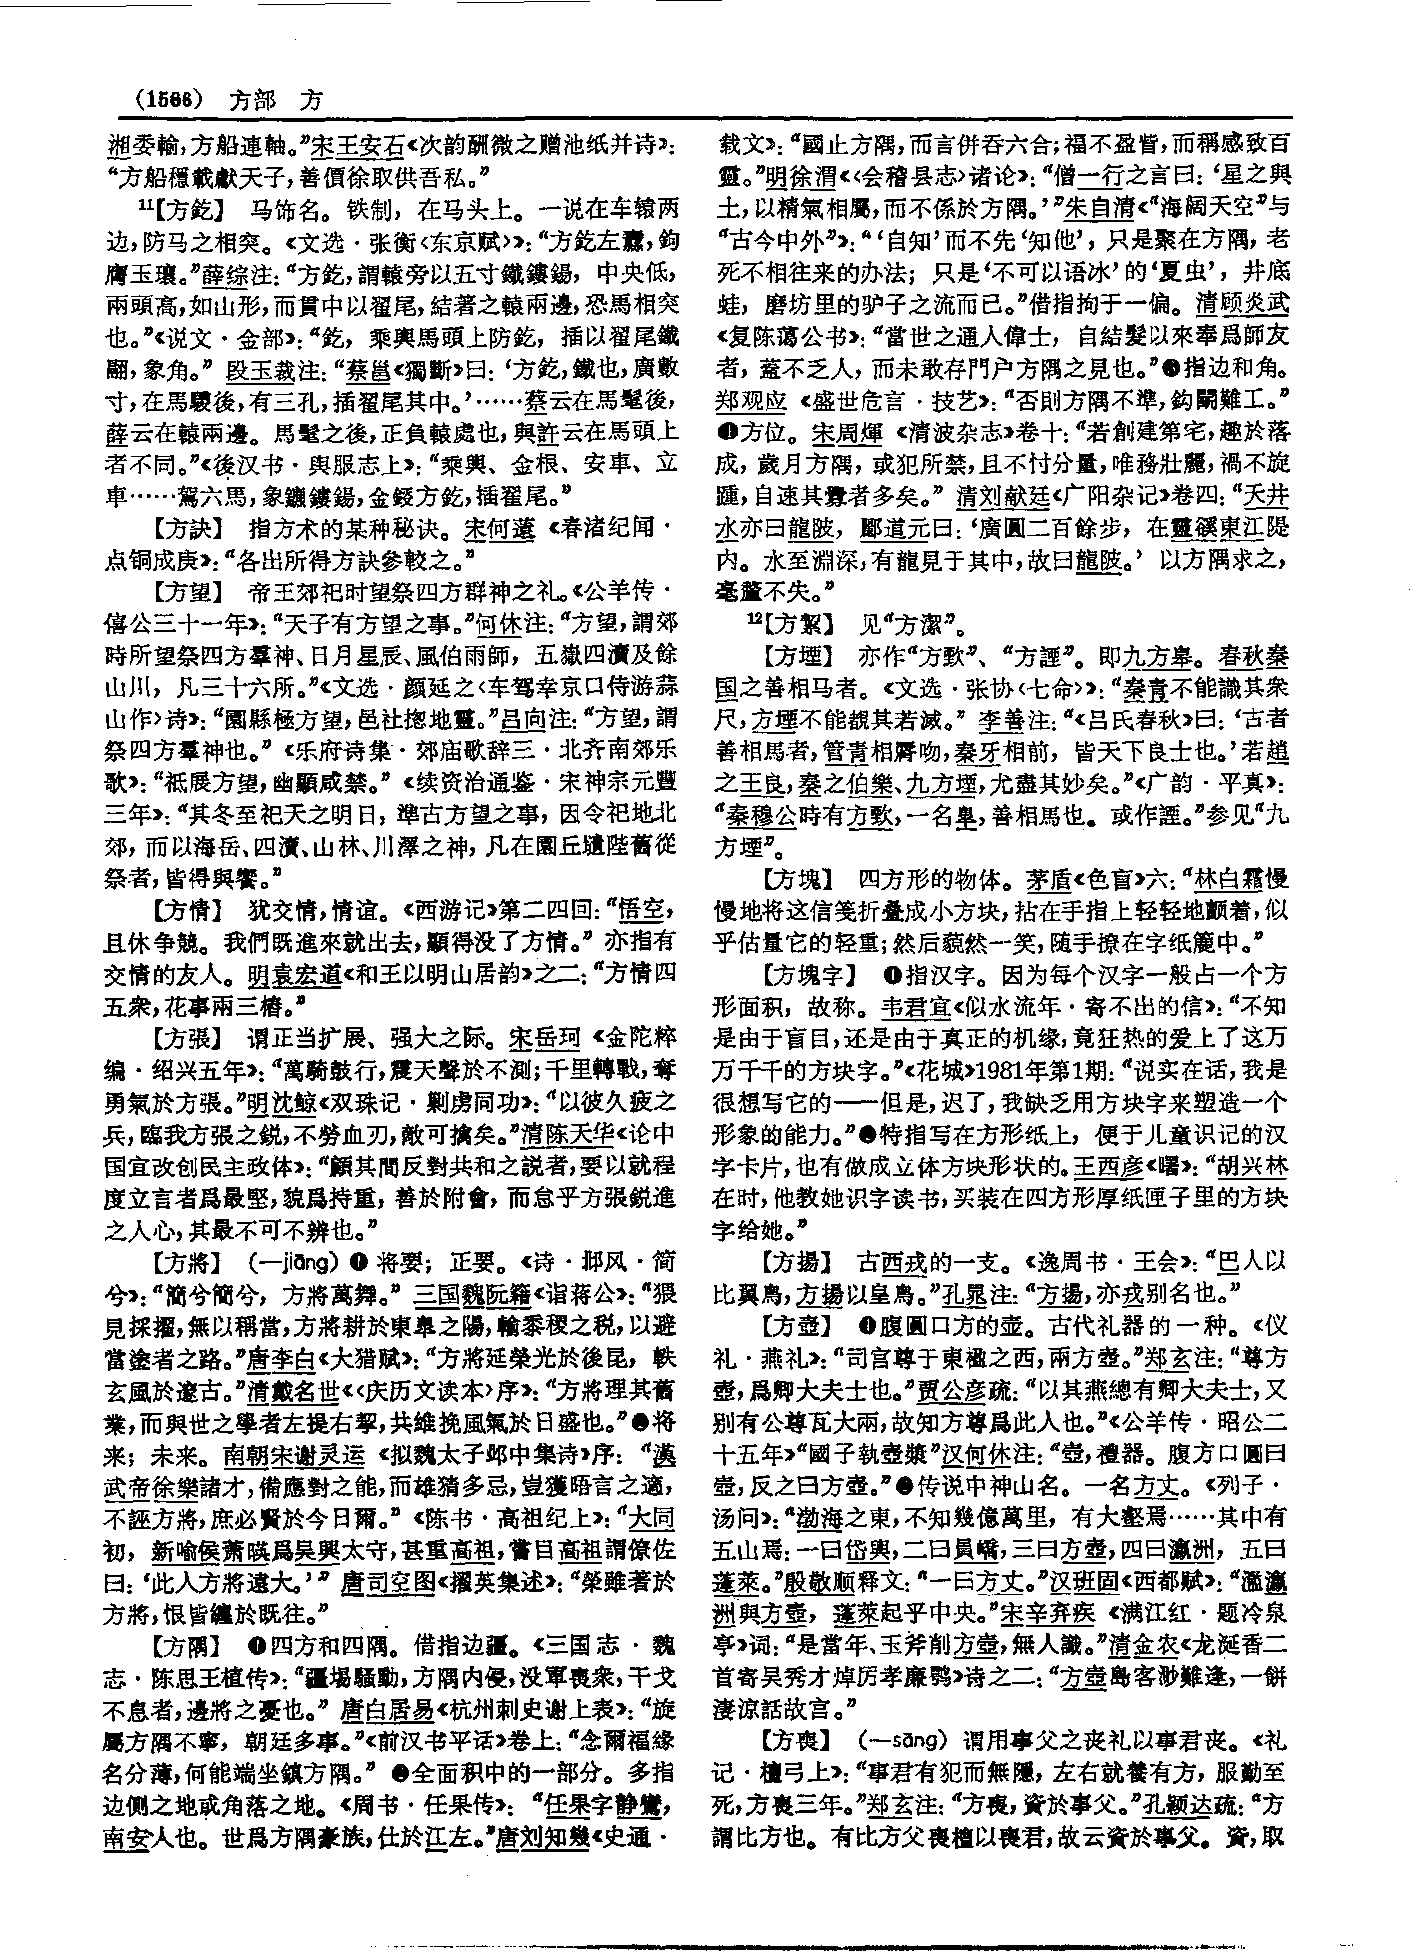 (1566) 方部 方
湘委輸，方船連軸。”宋王安石《次韵酬微之赠池纸并诗》：
“方船穩載獻天子，善價徐取供吾私。”
11【方釳】 马饰名。铁制，在马头上。一说在车辕两
边，防马之相突。《文选·张衡〈东京赋〉》：“方釳左纛，鉤
膺玉瓖。”薛综注：“方釳，謂轅旁以五寸鐵鏤鍚，中央低，
兩頭高，如山形，而貫中以翟尾，結著之轅兩邊，恐馬相突
也。”《说文·金部》：“釳，乘輿馬頭上防釳，插以翟尾鐵
翮，象角。”段玉裁注：“蔡邕《獨斷》曰：‘方釳，鐵也，廣數
寸，在馬騣後，有三孔，插翟尾其中。’……蔡云在馬髦後，
薛云在轅兩邊。馬髦之後，正負轅處也，與許云在馬頭上
者不同。”《後汉书·舆服志上》：“乘輿、金根、安車、立
車……駕六馬，象鑣鏤鍚，金鋄方釳，插翟尾。”
【方訣】 指方术的某种秘诀。宋何薳《春渚纪闻·
点铜成庚》：“各出所得方訣參較之。”
【方望】 帝王郊祀时望祭四方群神之礼。《公羊传·
僖公三十一年》：“天子有方望之事。”何休注：“方望，謂郊
時所望祭四方羣神、日月星辰、風伯雨師，五嶽四瀆及餘
山川，凡三十六所。”《文选·颜延之〈车驾幸京口侍游蒜
山作〉诗》：“園縣極方望，邑社揔地靈。”吕向注：“方望，謂
祭四方羣神也。”《乐府诗集·郊庙歌辞三·北齐南郊乐
歌》：“祗展方望，幽顯咸禜。”《续资治通鉴·宋神宗元豐
三年》：“其冬至祀天之明日，準古方望之事，因令祀地北
郊，而以海岳、四瀆、山林、川澤之神，凡在圜丘壝陛舊從
祭者，皆得與饗。”
【方情】 犹交情，情谊。《西游记》第二四回：“悟空，
且休争競。我們既進來就出去，顯得没了方情。”亦指有
交情的友人。明袁宏道《和王以明山居韵》之二：“方情四
五衆，花事兩三樁。”
【方張】 谓正当扩展、强大之际。宋岳珂《金陀粹
编·绍兴五年》：“萬騎鼓行，震天聲於不測；千里轉戰，奪
勇氣於方張。”明沈鲸《双珠记·剿虏同功》：“以彼久疲之
兵，臨我方張之鋭，不勞血刃，敵可擒矣。”清陈天华《论中
国宜改创民主政体》：“顧其間反對共和之説者，要以就程
度立言者爲最堅，貌爲持重，善於附會，而怠乎方張鋭進
之人心，其最不可不辨也。”
【方將】 （—jiāng）❶将要；正要。《诗·邶风·简
兮》：“簡兮簡兮，方將萬舞。”三国魏阮籍《诣蒋公》：“猥
見採擢，無以稱當，方將耕於東皋之陽，輸黍稷之税，以避
當塗者之路。”唐李白《大猎赋》：“方將延榮光於後昆，軼
玄風於邃古。”清戴名世《〈庆历文读本〉序》：“方將理其舊
業，而與世之學者左提右挈，共維挽風氣於日盛也。”❷将
来；未来。南朝宋谢灵运《拟魏太子邺中集诗》序：“漢
武帝徐樂諸才，備應對之能，而雄猜多忌，豈獲晤言之適，
不誣方將，庶必賢於今日爾。”《陈书·高祖纪上》：“大同
初，新喻侯蕭暎爲吴興太守，甚重高祖，嘗目高祖謂僚佐
曰：‘此人方將遠大。’”唐司空图《擢英集述》：“榮雖著於
方將，恨皆纏於既往。”
【方隅】 ❶四方和四隅。借指边疆。《三国志·魏
志·陈思王植传》：“疆埸騷動，方隅内侵，没軍喪衆，干戈
不息者，邊將之憂也。”唐白居易《杭州刺史谢上表》：“旋
屬方隅不寧，朝廷多事。”《前汉书平话》卷上：“念爾福緣
名分薄，何能端坐鎮方隅。”❷全面积中的一部分。多指
边侧之地或角落之地。《周书·任果传》：“任果字静鸞，
南安人也。世爲方隅豪族，仕於江左。”唐刘知幾《史通·
载文》：“國止方隅，而言併吞六合；福不盈眥，而稱感致百
靈。”明徐渭《〈会稽县志〉诸论》：“僧一行之言曰：‘星之與
土，以精氣相屬，而不係於方隅。’”朱自清《“海阔天空”与
“古今中外”》：“‘自知’而不先‘知他’，只是聚在方隅，老
死不相往来的办法；只是‘不可以语冰’的‘夏虫’，井底
蛙，磨坊里的驴子之流而已。”借指拘于一偏。清顾炎武
《复陈蔼公书》：“當世之通人偉士，自結髮以來奉爲師友
者，蓋不乏人，而未敢存門户方隅之見也。”❸指边和角。
郑观应《盛世危言·技艺》：“否則方隅不準，鈎鬭難工。”
❹方位。宋周煇《清波杂志》卷十：“若創建第宅，趣於落
成，歲月方隅，或犯所禁，且不忖分量，唯務壯麗，禍不旋
踵，自速其釁者多矣。”清刘献廷《广阳杂记》卷四：“天井
水亦曰龍陂，酈道元曰：‘廣圓二百餘步，在靈磎東江隄
内。水至淵深，有龍見于其中，故曰龍陂。’以方隅求之，
毫釐不失。”
12【方絜】 见“方潔”。
【方堙】 亦作“方歅”、“方諲”。即九方皋。春秋秦
国之善相马者。《文选·张协〈七命〉》：“秦青不能識其衆
尺，方堙不能覩其若滅。”李善注：“《吕氏春秋》曰：‘古者
善相馬者，管青相脣吻，秦牙相前，皆天下良士也。’若趙
之王良，秦之伯樂、九方堙，尤盡其妙矣。”《广韵·平真》：
“秦穆公時有方歅，一名皋，善相馬也。或作諲。”参见“九
方堙”。
【方塊】 四方形的物体。茅盾《色盲》六：“林白霜慢
慢地将这信笺折叠成小方块，拈在手指上轻轻地颤着，似
乎估量它的轻重；然后藐然一笑，随手撩在字纸簏中。”
【方塊字】 ❶指汉字。因为每个汉字一般占一个方
形面积，故称。韦君宜《似水流年·寄不出的信》：“不知
是由于盲目，还是由于真正的机缘，竟狂热的爱上了这万
万千千的方块字。”《花城》1981年第1期：“说实在话，我是
很想写它的——但是，迟了，我缺乏用方块字来塑造一个
形象的能力。”❷特指写在方形纸上，便于儿童识记的汉
字卡片，也有做成立体方块形状的。王西彦《曙》：“胡兴林
在时，他教她识字读书，买装在四方形厚纸匣子里的方块
字给她。”
【方揚】 古西戎的一支。《逸周书·王会》：“巴人以
比翼鳥，方揚以皇鳥。”孔晁注：“方揚，亦戎别名也。”
【方壺】 ❶腹圆口方的壶。古代礼器的一种。《仪
礼·燕礼》：“司宫尊于東楹之西，兩方壺。”郑玄注：“尊方
壺，爲卿大夫士也。”贾公彦疏：“以其燕總有卿大夫士，又
别有公尊瓦大兩，故知方尊爲此人也。”《公羊传·昭公二
十五年》“國子執壺漿”汉何休注：“壺，禮器。腹方口圓曰
壺，反之曰方壺。”❷传说中神山名。一名方丈。《列子·
汤问》：“渤海之東，不知幾億萬里，有大壑焉……其中有
五山焉：一曰岱輿，二曰員嶠，三曰方壺，四曰瀛洲，五曰
蓬萊。”殷敬顺释文：“一曰方丈。”汉班固《西都赋》：“濫瀛
洲與方壺，蓬萊起乎中央。”宋辛弃疾《满江红·题冷泉
亭》词：“是當年、玉斧削方壺，無人識。”清金农《龙涎香二
首寄吴秀才焯厉孝廉鹗》诗之二：“方壺島客渺難逢，一餅
淒涼話故宫。”
【方喪】 （—sāng）谓用事父之丧礼以事君丧。《礼
记·檀弓上》：“事君有犯而無隱，左右就養有方，服勤至
死，方喪三年。”郑玄注：“方喪，資於事父。”孔颖达疏：“方
謂比方也。有比方父喪禮以喪君，故云資於事父。資，取